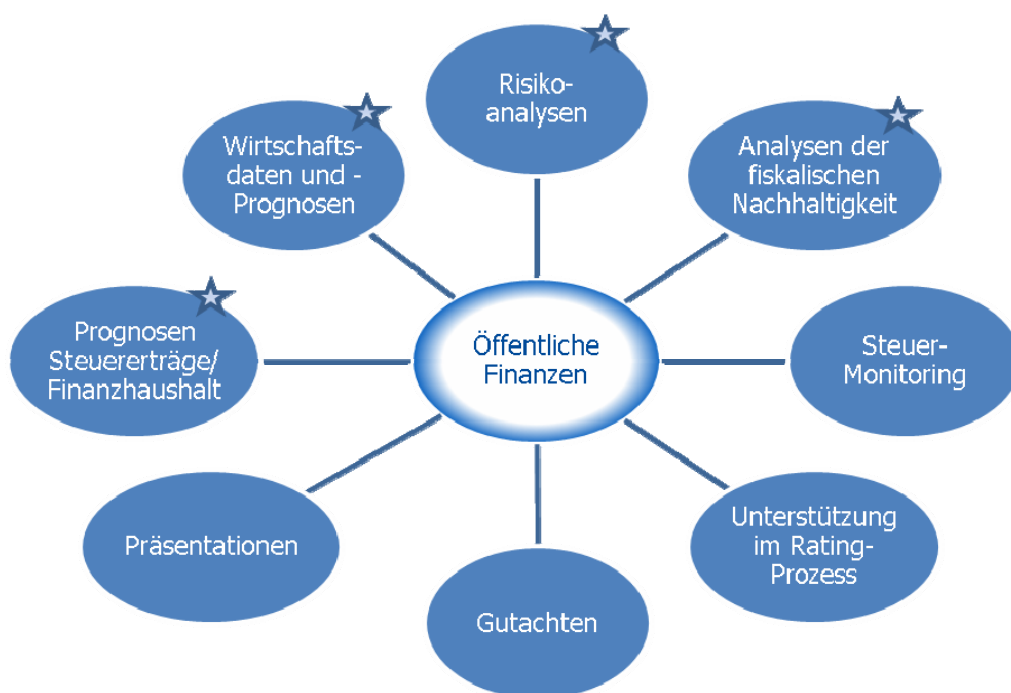 Risiko-
analysen
Wirtschafts-
daten und -
Prognosen
Analysen der
fiskalischen
Nachhaltigkeit
Prognosen
Steuererträge/
Finanzhaushalt
Öffentliche
Finanzen
Steuer-
Monitoring
Präsentationen
Unterstützung
im Rating-
Prozess
Gutachten